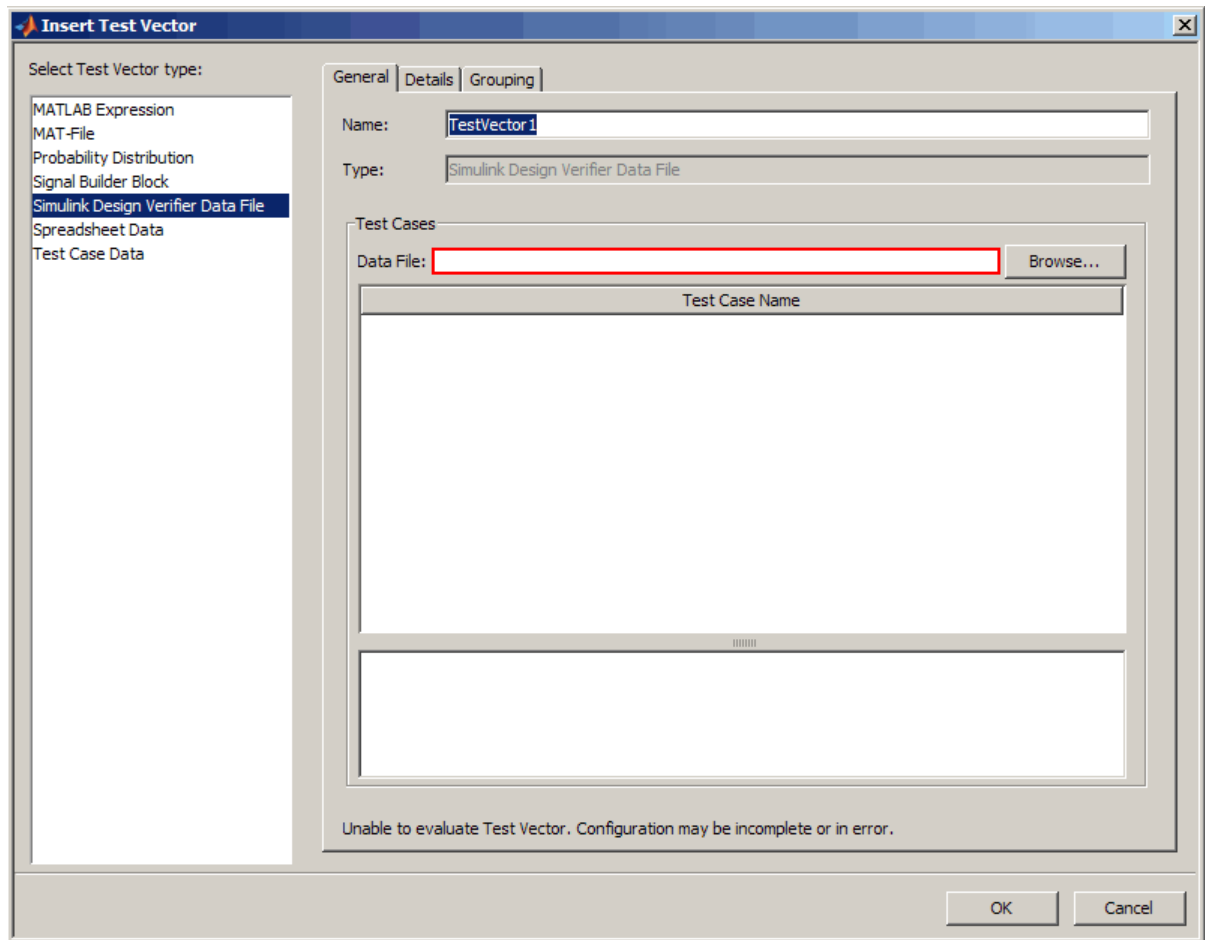 Insert Test Vector
Select Test Vector type:
MATLAB Expression
MAT-File
Probability Distribution
Signal Builder Block
Simulink Design Verifier Data File
Spreadsheet Data
Test Case Data
General Details Grouping
Name: TestVector1
Type: Simulink Design Verifier Data File
Test Cases
Data File: Browse...
Test Case Name
Unable to evaluate Test Vector. Configuration may be incomplete or in error.
OK Cancel